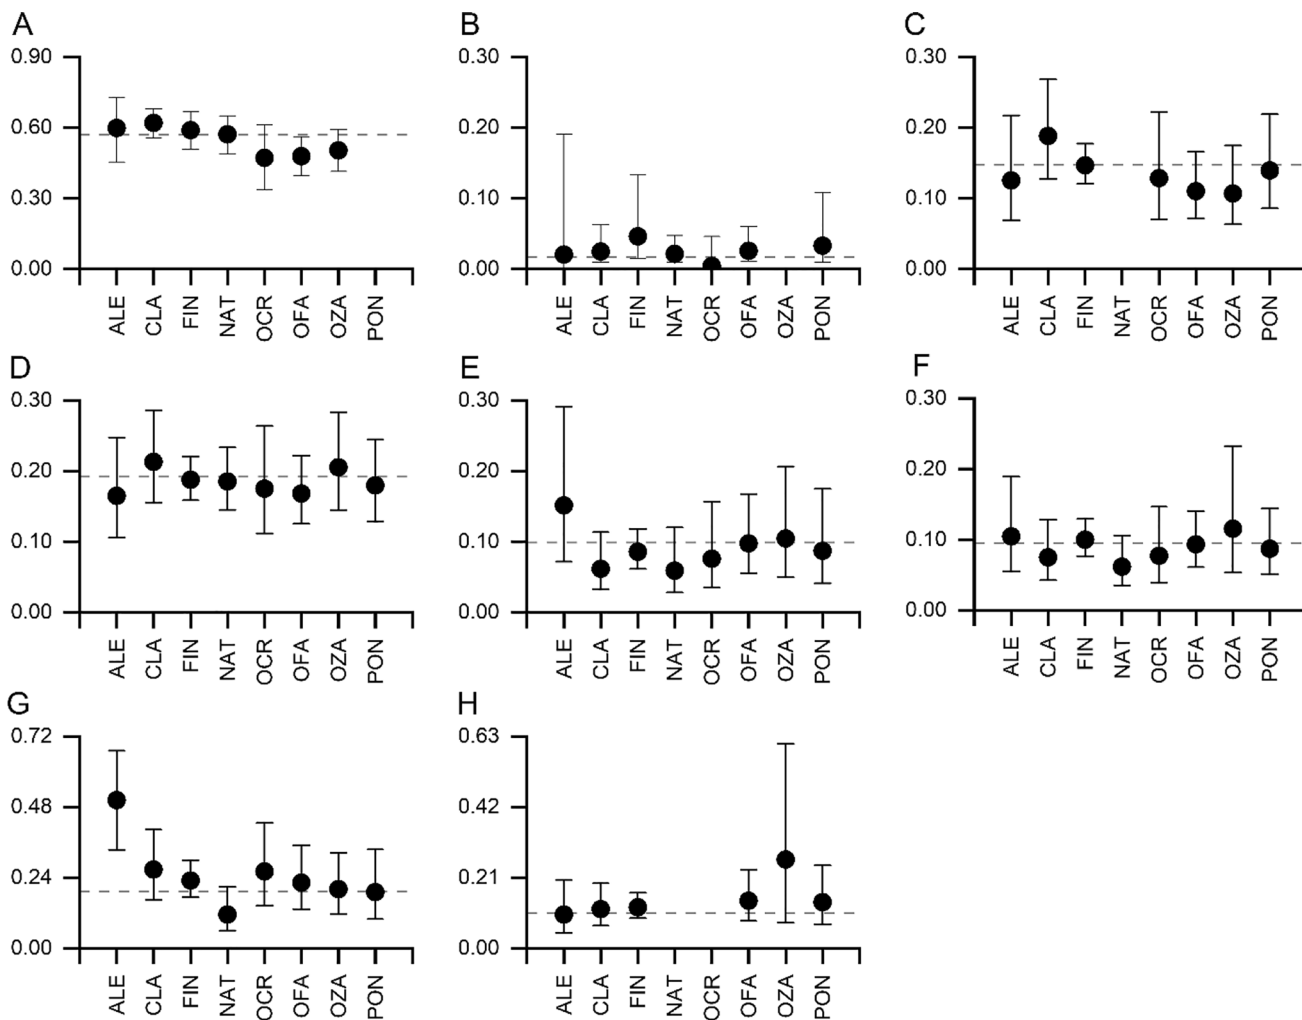 A
B
C
0.90
0.60
0.30
0.00
0.30
0.20
0.10
0.00
0.30
0.20
0.10
0.00
ALE CLA FIN NAT OCR OFA OZA PON
ALE CLA FIN NAT OCR OFA OZA PON
ALE CLA FIN NAT OCR OFA OZA PON
D
E
F
0.30
0.20
0.10
0.00
0.30
0.20
0.10
0.00
0.30
0.20
0.10
0.00
ALE CLA FIN NAT OCR OFA OZA PON
ALE CLA FIN NAT OCR OFA OZA PON
ALE CLA FIN NAT OCR OFA OZA PON
G
H
0.72
0.48
0.24
0.00
0.63
0.42
0.21
0.00
ALE CLA FIN NAT OCR OFA OZA PON
ALE CLA FIN NAT OCR OFA OZA PON